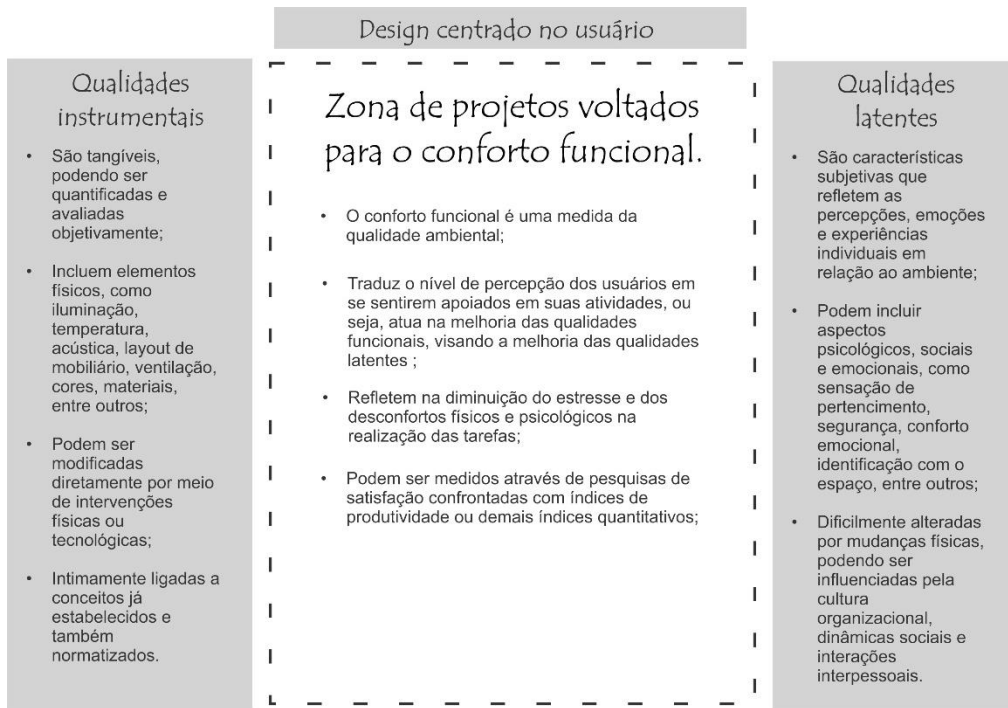 Design centrado no usuário
Qualidades
instrumentais
• São tangíveis,
podendo ser
quantificadas e
avaliadas
objetivamente;
• Incluem elementos
físicos, como
iluminação,
temperatura,
acústica, layout de
mobiliário, ventilação,
cores, materiais,
entre outros;
• Podem ser
modificadas
diretamente por meio
de intervenções
físicas ou
tecnológicas;
• Intimamente ligadas a
conceitos já
estabelecidos e
também
normatizados.
Zona de projetos voltados
para o conforto funcional.
• O conforto funcional é uma medida da
qualidade ambiental;
• Traduz o nível de percepção dos usuários em
se sentirem apoiados em suas atividades, ou
seja, atua na melhoria das qualidades
funcionais, visando a melhoria das qualidades
latentes ;
• Refletem na diminuição do estresse e dos
desconfortos físicos e psicológicos na
realização das tarefas;
• Podem ser medidos através de pesquisas de
satisfação confrontadas com índices de
produtividade ou demais índices quantitativos;
Qualidades
latentes
• São características
subjetivas que
refletem as
percepções, emoções
e experiências
individuais em
relação ao ambiente;
• Podem incluir
aspectos
psicológicos, sociais
e emocionais, como
sensação de
pertencimento,
segurança, conforto
emocional,
identificação com o
espaço, entre outros;
• Dificilmente alteradas
por mudanças físicas,
podendo ser
influenciadas pela
cultura
organizacional,
dinâmicas sociais e
interações
interpessoais.